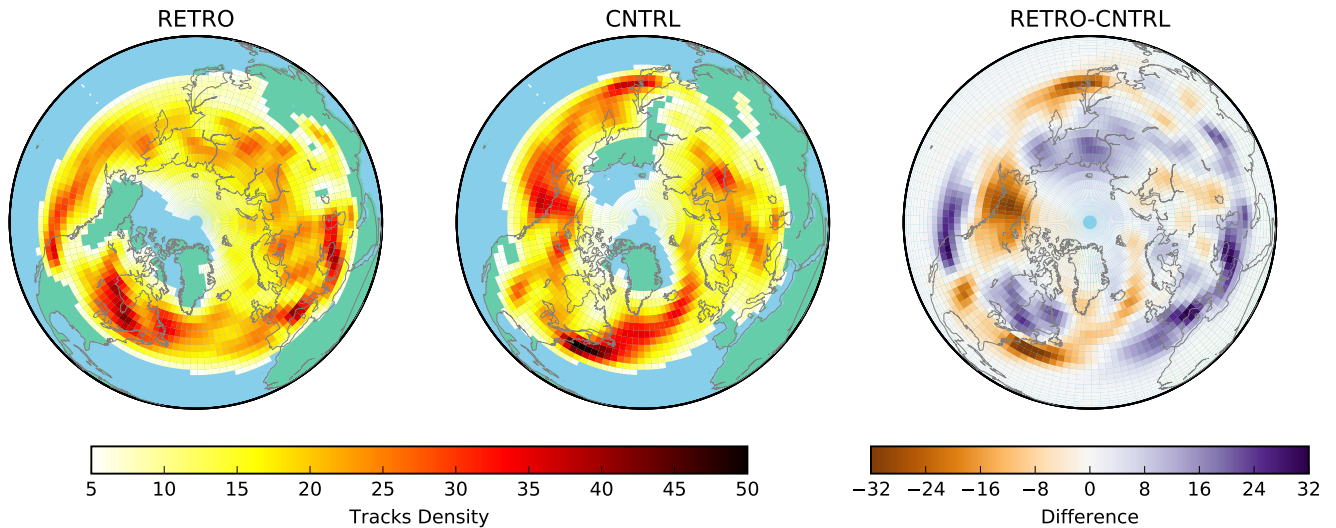 RETRO
CNTRL
RETRO-CNTRL
5 10 15 20 25 30 35 40 45 50
Tracks Density
−32 −24 −16 −8 0 8 16 24 32
Difference